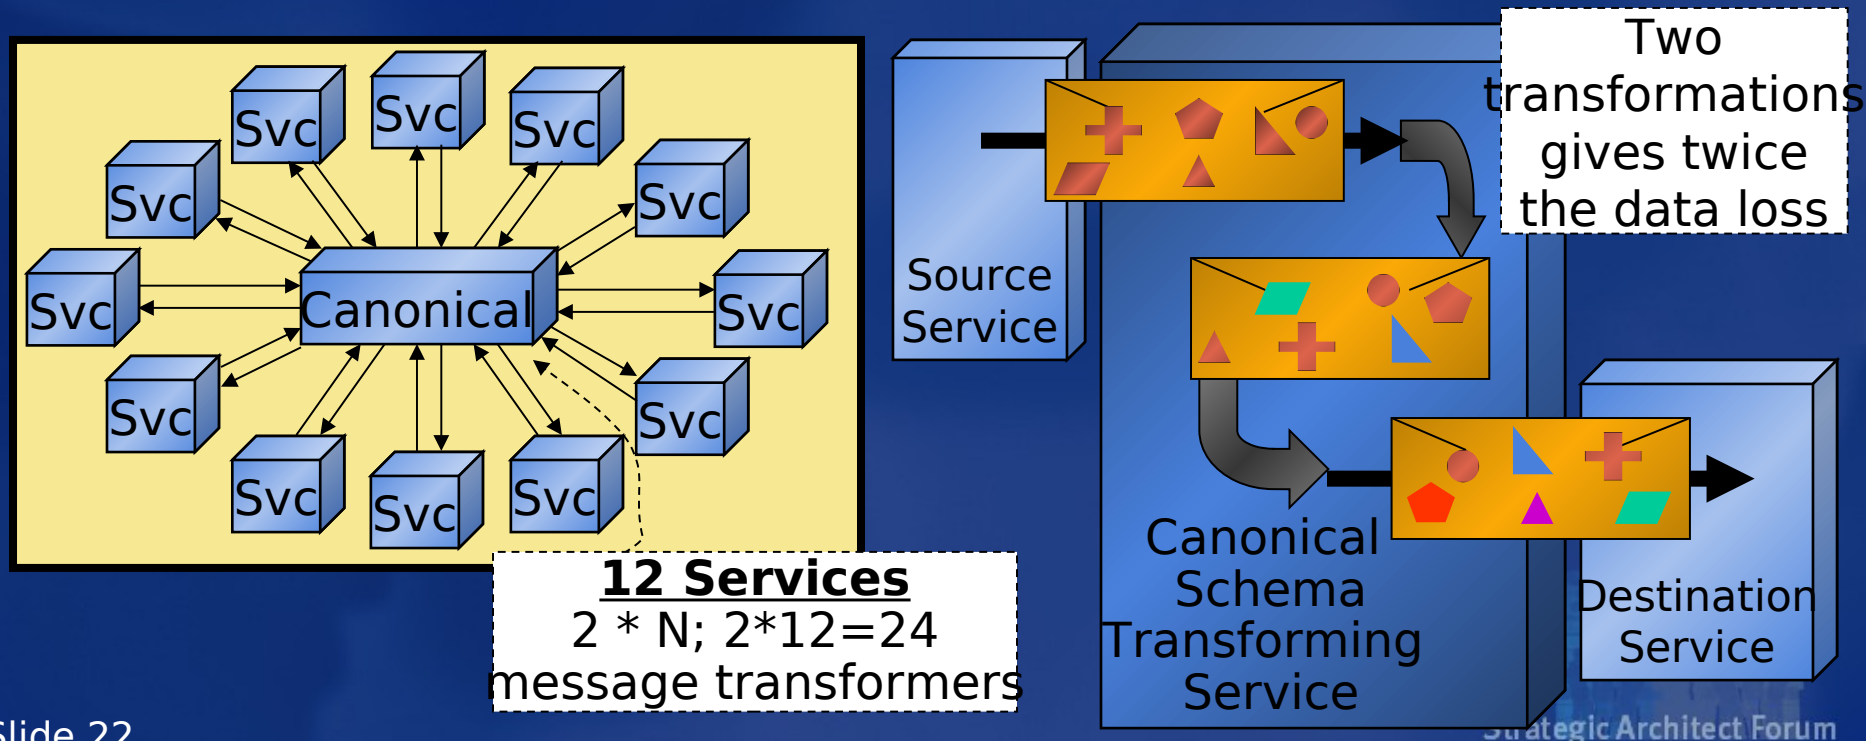 Svc
Svc
Svc
Svc
Svc
Svc
Svc
Svc
Svc
Svc
Svc
Svc
Canonical
12 Services
2 * N; 2*12=24
message transformers
Source
Service
Two
transformations
gives twice
the data loss
Canonical
Schema
Transforming
Service
Destination
Service
Slide 22
Strategic Architect Forum